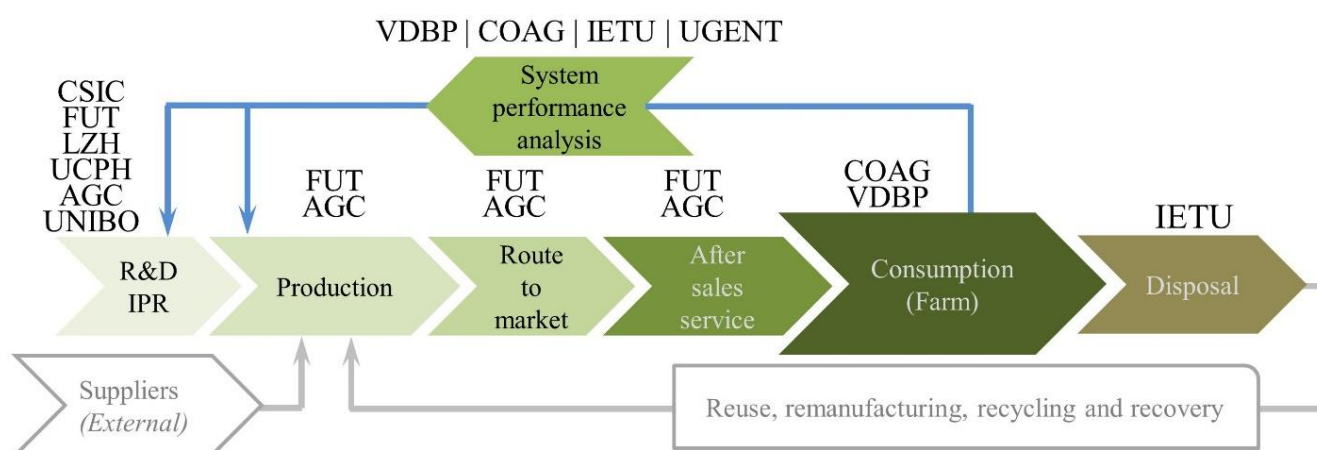 VDBP | COAG | IETU | UGENT
System
performance
analysis
CSIC
FUT
LZH
UCPH
AGC
UNIBO
FUT
AGC
FUT
AGC
FUT
AGC
COAG
VDBP
IETU
R&D
IPR
Production
Route
to
market
After
sales
service
Consumption
(Farm)
Disposal
Suppliers
(External)
Reuse, remanufacturing, recycling and recovery